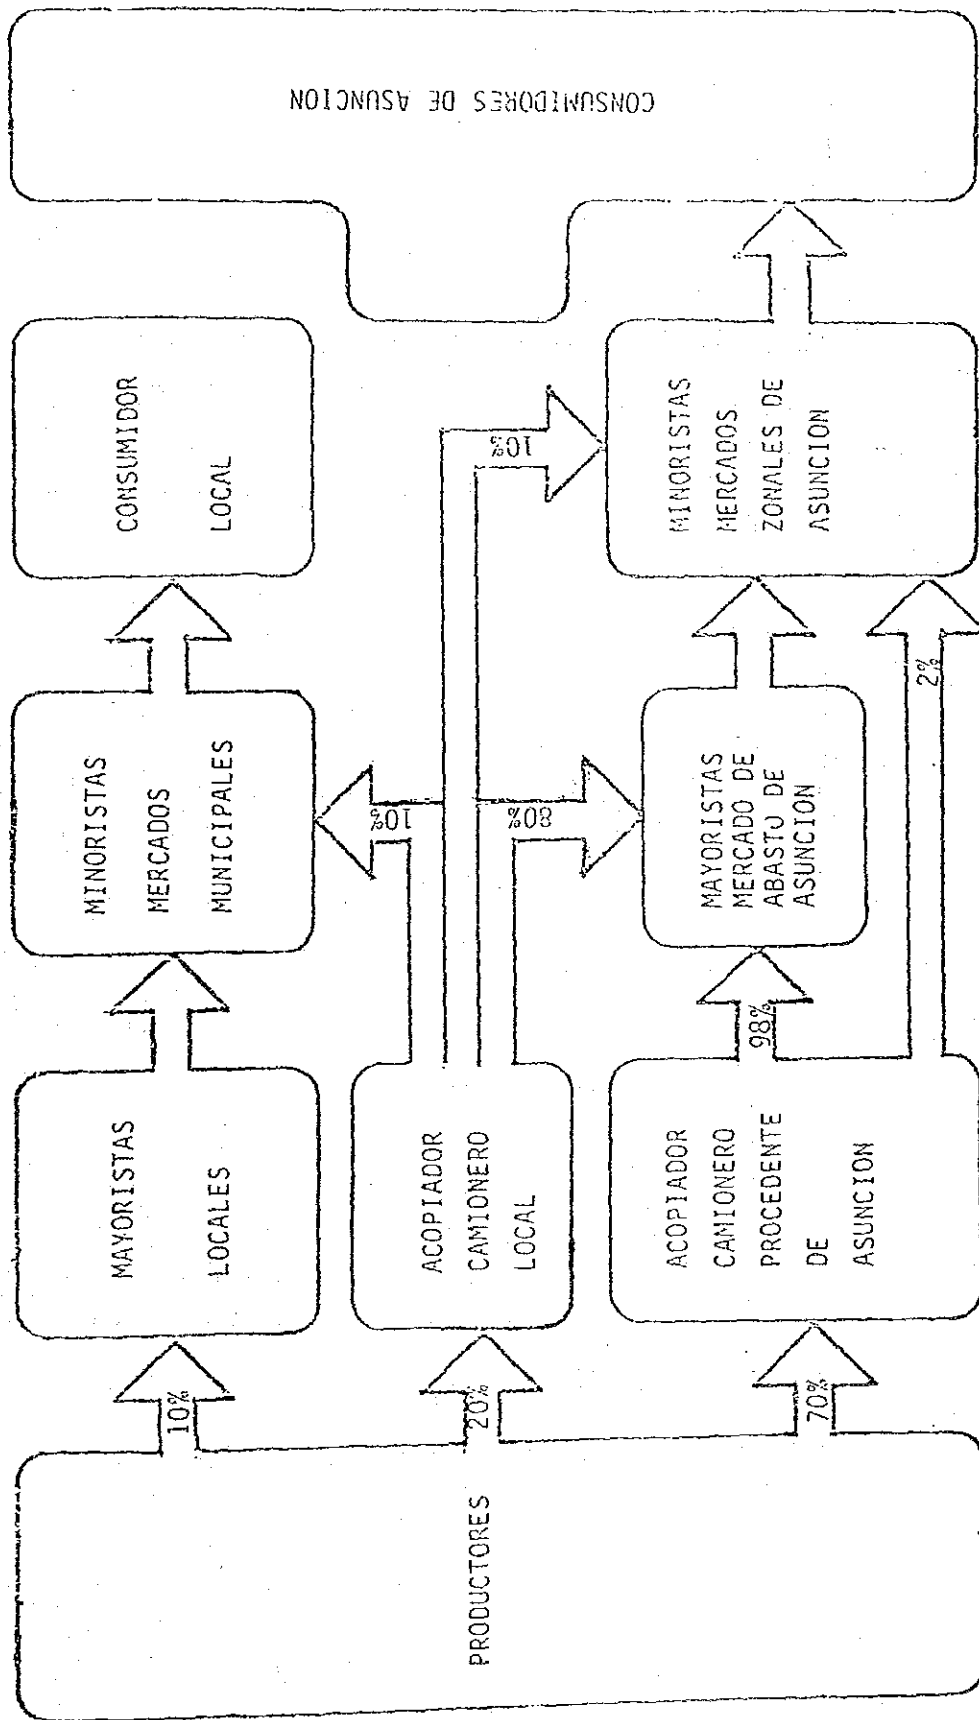 PRODUCTORES
10%
20%
70%
MAYORISTAS
LOCALES
ACOPIADOR
CAMIONERO
LOCAL
ACOPIADOR
CAMIONERO
PROCEDENTE
DE
ASUNCION
98%
2%
10%
80%
10%
MINORISTAS
MERCADOS
MUNICIPALES
MAYORISTAS
MERCADO DE
ABASTO DE
ASUNCION
CONSUMIDOR
LOCAL
MINORISTAS
MERCADOS
ZONALES DE
ASUNCION
CONSUMIDORES DE ASUNCION